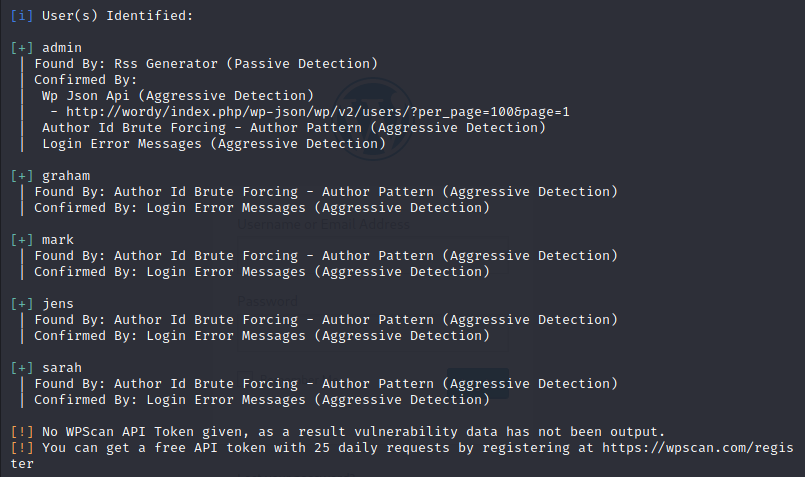 [i] User(s) Identified:
[+] admin
| Found By: Rss Generator (Passive Detection)
| Confirmed By:
|  Wp Json Api (Aggressive Detection)
|   - http://wordy/index.php/wp-json/wp/v2/users/?per_page=100&page=1
|  Author Id Brute Forcing - Author Pattern (Aggressive Detection)
|  Login Error Messages (Aggressive Detection)
[+] graham
| Found By: Author Id Brute Forcing - Author Pattern (Aggressive Detection)
| Confirmed By: Login Error Messages (Aggressive Detection)
Username or Email Address
[+] mark
| Found By: Author Id Brute Forcing - Author Pattern (Aggressive Detection)
| Confirmed By: Login Error Messages (Aggressive Detection)
[+] jens
Password
| Found By: Author Id Brute Forcing - Author Pattern (Aggressive Detection)
| Confirmed By: Login Error Messages (Aggressive Detection)
[+] sarah
| Found By: Author Id Brute Forcing - Author Pattern (Aggressive Detection)
| Confirmed By: Login Error Messages (Aggressive Detection)
[!] No WPScan API Token given, as a result vulnerability data has not been output.
[!] You can get a free API token with 25 daily requests by registering at https://wpscan.com/regis
ter